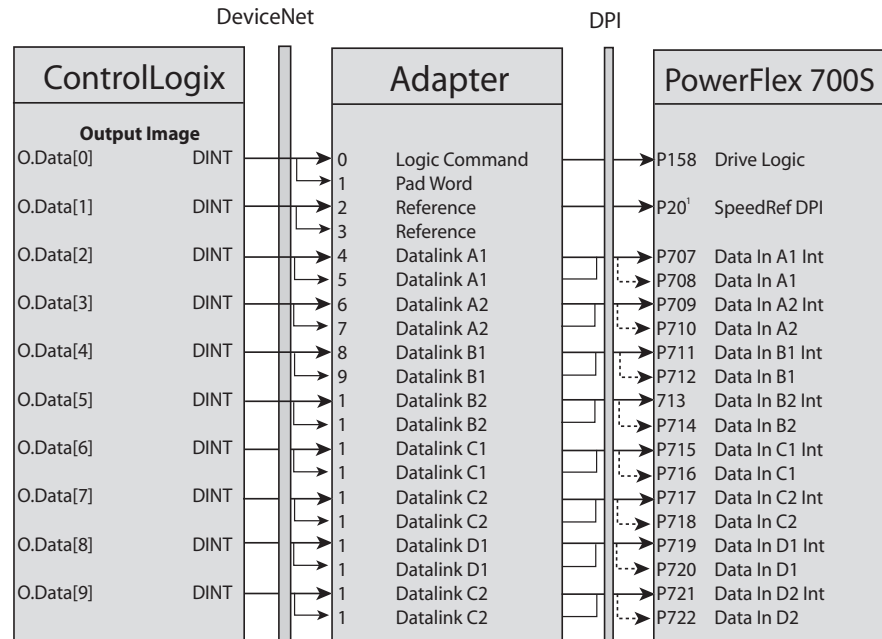 DeviceNet DPI
ControlLogix Adapter PowerFlex 700S
Output Image
O.Data[0] DINT 0 Logic Command P158 Drive Logic
1 Pad Word
O.Data[1] DINT 2 Reference P20¹ SpeedRef DPI
3 Reference
O.Data[2] DINT 4 Datalink A1 P707 Data In A1 Int
5 Datalink A1 P708 Data In A1
O.Data[3] DINT 6 Datalink A2 P709 Data In A2 Int
7 Datalink A2 P710 Data In A2
O.Data[4] DINT 8 Datalink B1 P711 Data In B1 Int
9 Datalink B1 P712 Data In B1
O.Data[5] DINT 1 Datalink B2 713 Data In B2 Int
1 Datalink B2 P714 Data In B2
O.Data[6] DINT 1 Datalink C1 P715 Data In C1 Int
1 Datalink C1 P716 Data In C1
O.Data[7] DINT 1 Datalink C2 P717 Data In C2 Int
1 Datalink C2 P718 Data In C2
O.Data[8] DINT 1 Datalink D1 P719 Data In D1 Int
1 Datalink D1 P720 Data In D1
O.Data[9] DINT 1 Datalink C2 P721 Data In D2 Int
1 Datalink C2 P722 Data In D2